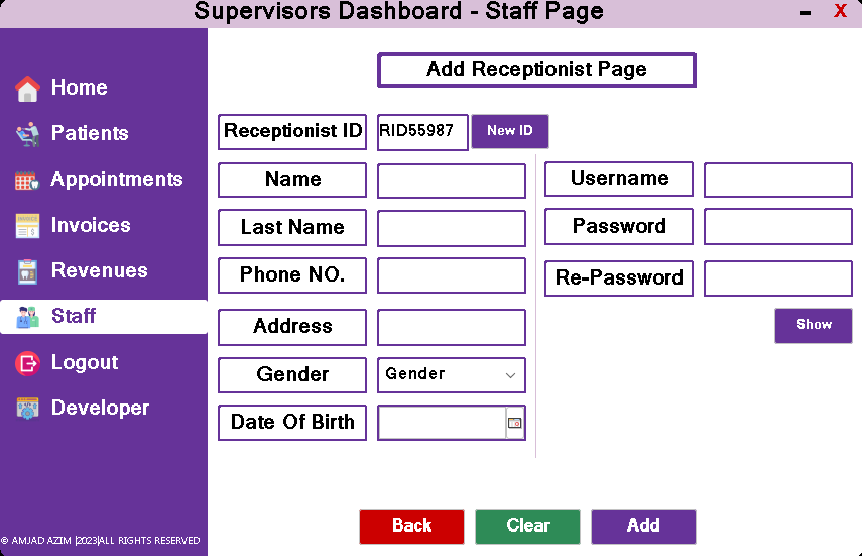 Supervisors Dashboard - Staff Page
X
Home
Patients
Appointments
Invoices
Revenues
Staff
Logout
Developer
© AMJAD AZIM |2023|ALL RIGHTS RESERVED
Add Receptionist Page
Receptionist ID
RID55987
New ID
Name
Last Name
Phone NO.
Address
Gender
Gender
Date Of Birth
Username
Password
Re-Password
Show
Back
Clear
Add